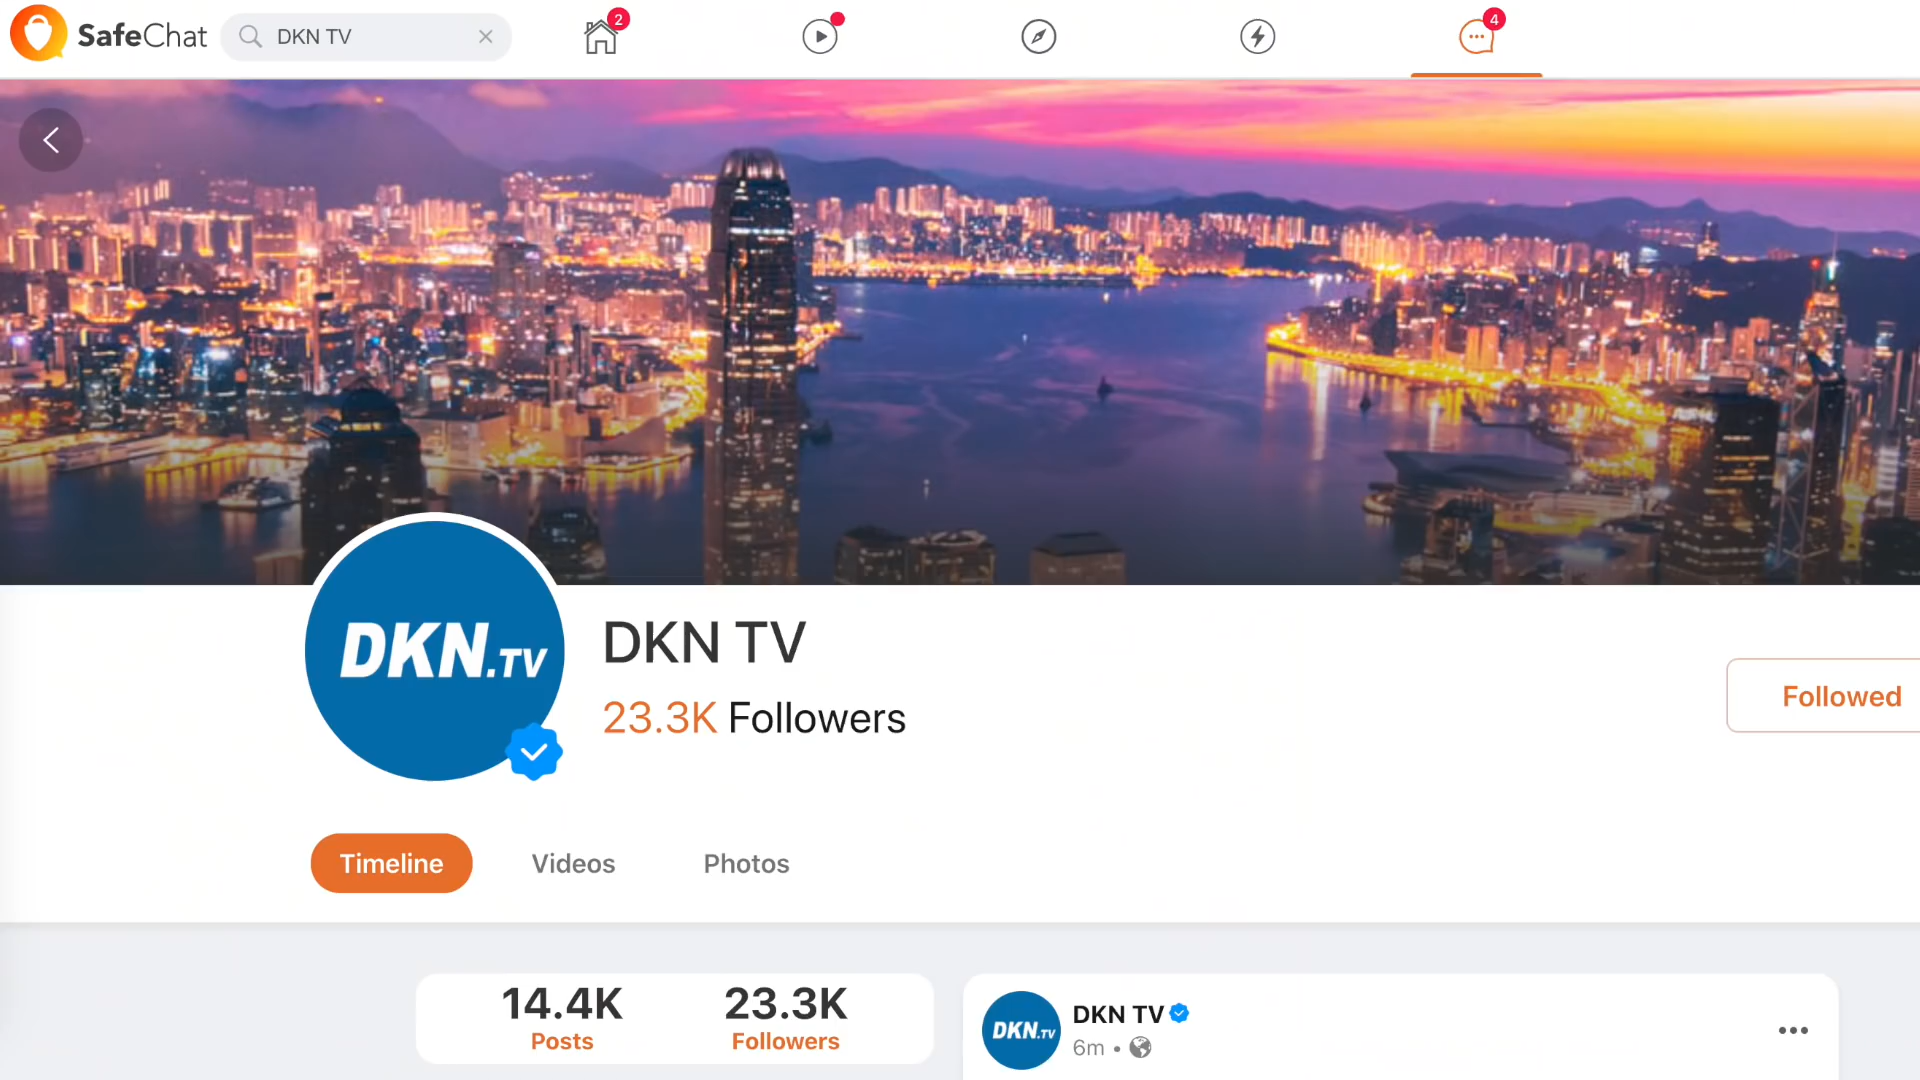 SafeChat
DKN TV
2
4
DKN.TV
DKN TV
23.3K Followers
Followed
Timeline
Videos
Photos
14.4K
Posts
23.3K
Followers
DKN.TV
DKN TV
6m •